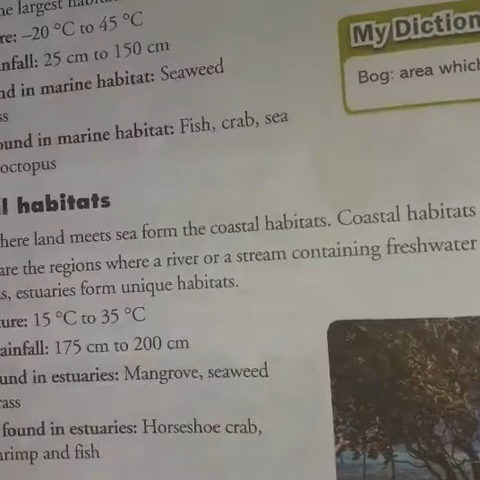 he largest habit
re: –20 °C to 45 °C
nfall: 25 cm to 150 cm
nd in marine habitat: Seaweed
ss
ound in marine habitat: Fish, crab, sea
octopus
My Diction
Bog: area which
l habitats
here land meets sea form the coastal habitats. Coastal habitats
are the regions where a river or a stream containing freshwater
s, estuaries form unique habitats.
ture: 15 °C to 35 °C
ainfall: 175 cm to 200 cm
und in estuaries: Mangrove, seaweed
rass
found in estuaries: Horseshoe crab,
hrimp and fish